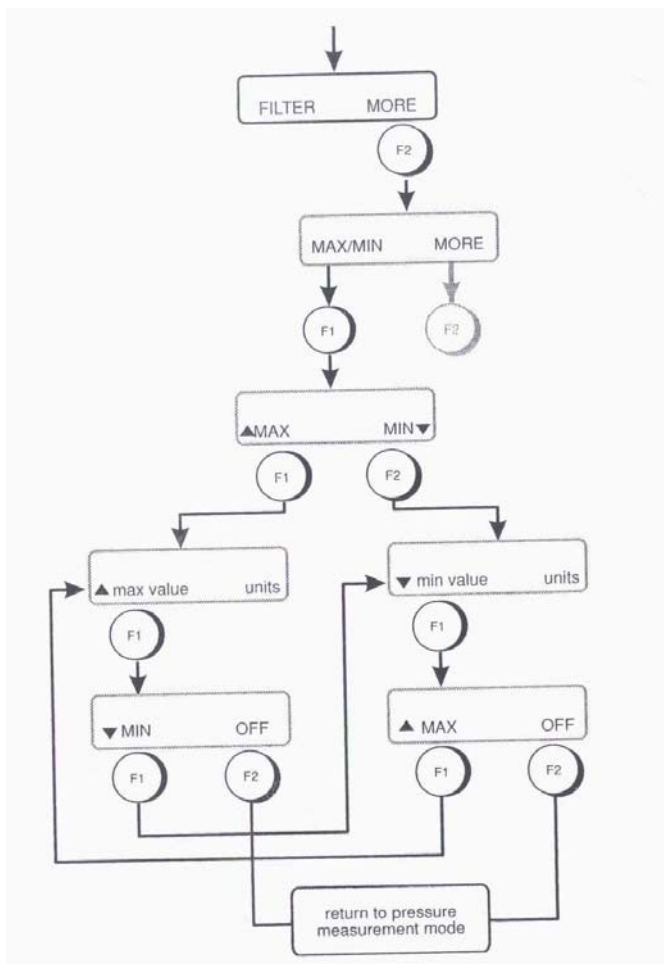 FILTER MORE
F2
MAX/MIN MORE
F1 F2
▲MAX MIN▼
F1 F2
▲ max value units
▼ min value units
F1
F1
▼ MIN OFF
▲ MAX OFF
F1 F2
F1 F2
return to pressure
measurement mode